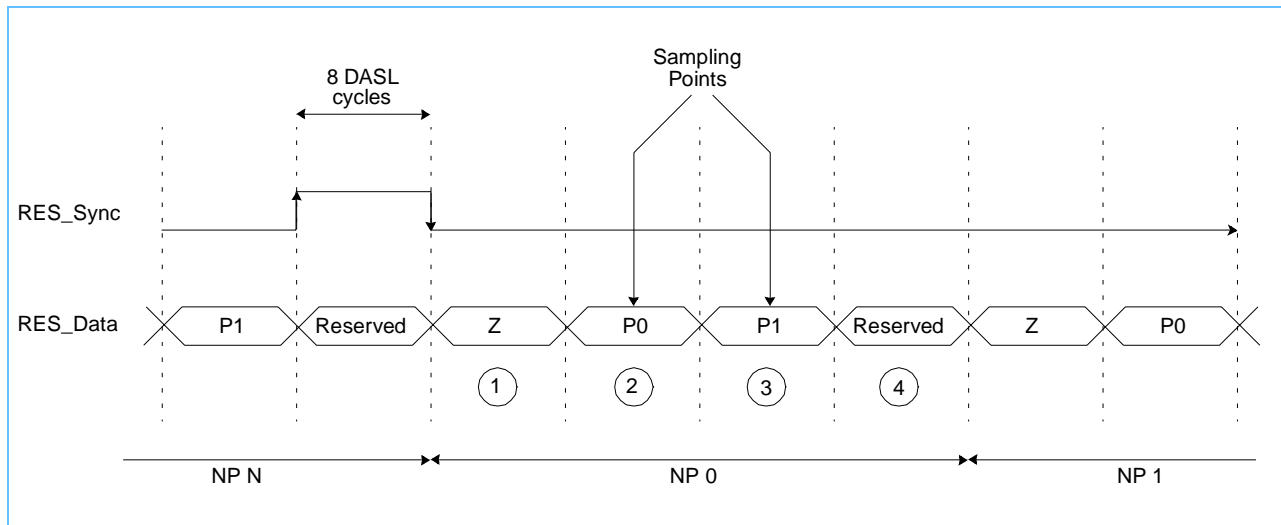 Sampling
Points
8 DASL
cycles
RES_Sync
RES_Data
P1
Reserved
Z
P0
P1
Reserved
Z
P0
1
2
3
4
NP N
NP 0
NP 1